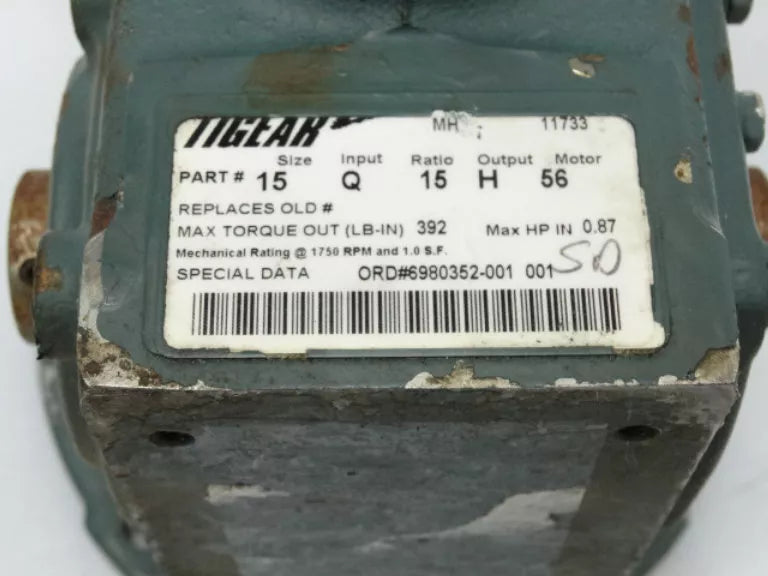 TIGEAR MR 11733
Size Input Ratio Output Motor
PART # 15 Q 15 H 56
REPLACES OLD #
MAX TORQUE OUT (LB-IN) 392 Max HP IN 0.87
Mechanical Rating @ 1750 RPM and 1.0 S.F.
SPECIAL DATA ORD#6980352-001 001
SD